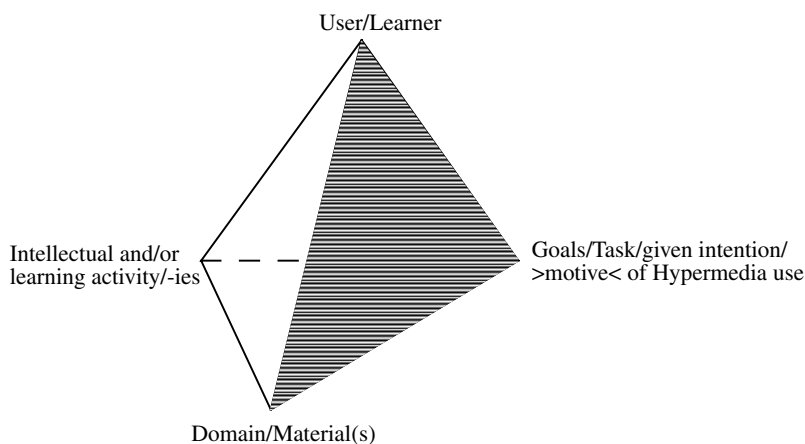 User/Learner
Intellectual and/or
learning activity/-ies
Goals/Task/given intention/
>motive< of Hypermedia use
Domain/Material(s)